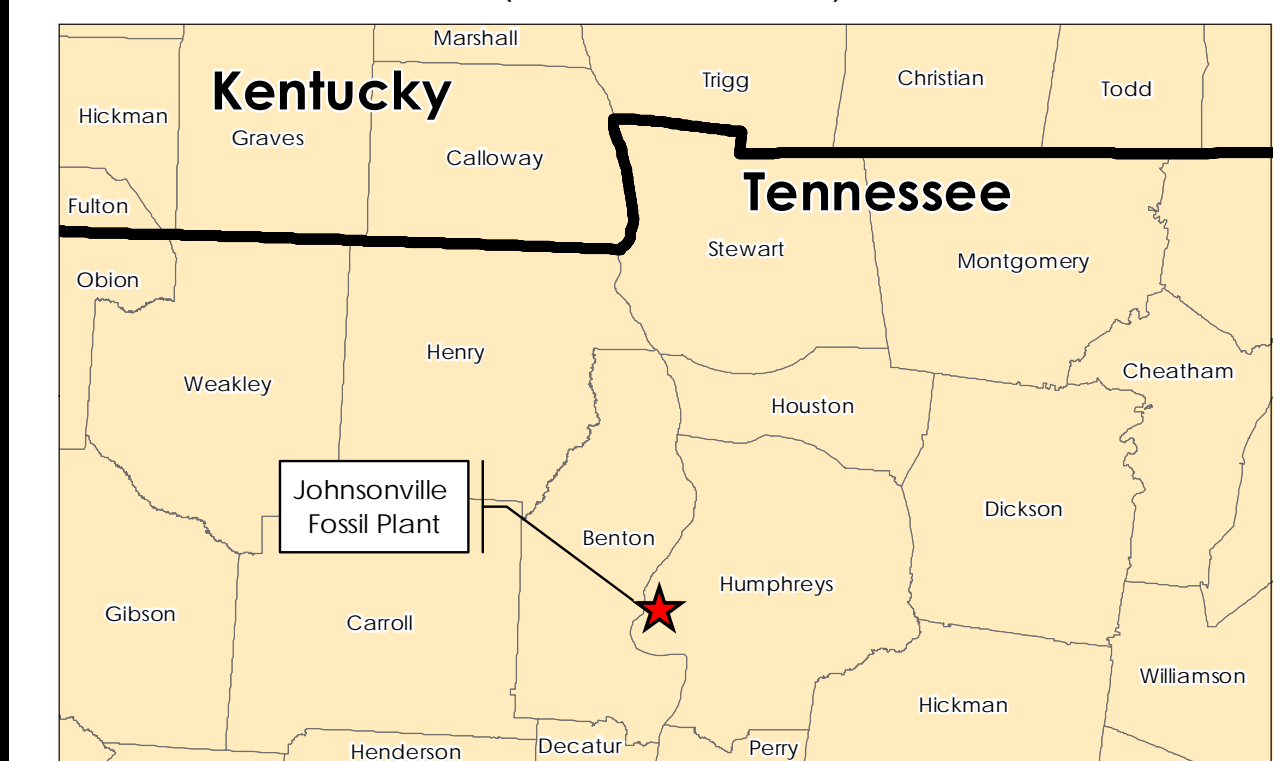 Marshall
Kentucky
Trigg
Christian
Todd
Hickman
Graves
Calloway
Fulton
Tennessee
Stewart
Montgomery
Obion
Henry
Weakley
Cheatham
Houston
Johnsonville
Fossil Plant
Dickson
Benton
Humphreys
Gibson
Carroll
Williamson
Hickman
Henderson
Decatur
Perry